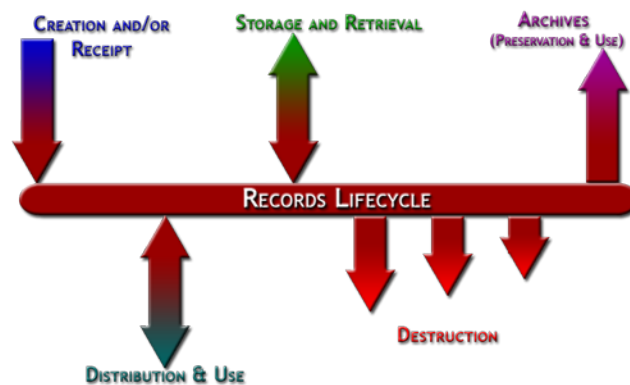 Creation and/or
Receipt
Storage and Retrieval
Archives
(Preservation & Use)
Records Lifecycle
Distribution & Use
Destruction